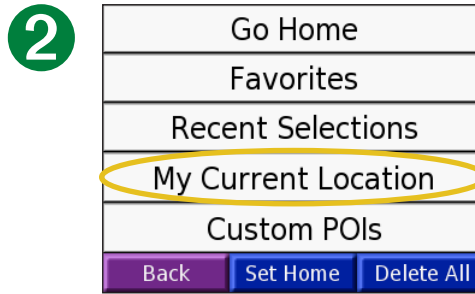 2
Go Home
Favorites
Recent Selections
My Current Location
Custom POIs
Back Set Home Delete All